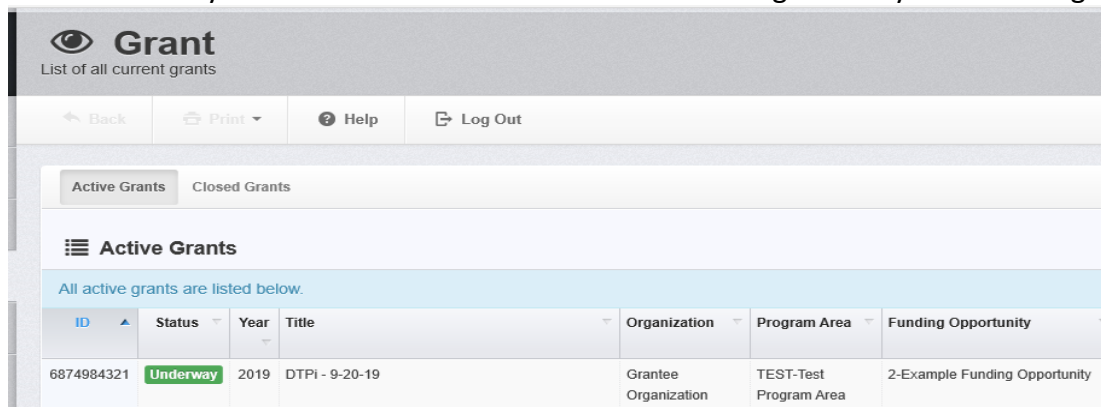 Grant
List of all current grants
Back Print Help Log Out
Active Grants Closed Grants
Active Grants
All active grants are listed below.
ID Status Year Title Organization Program Area Funding Opportunity
6874984321 Underway 2019 DTPi - 9-20-19 Grantee TEST-Test 2-Example Funding Opportunity
Organization Program Area